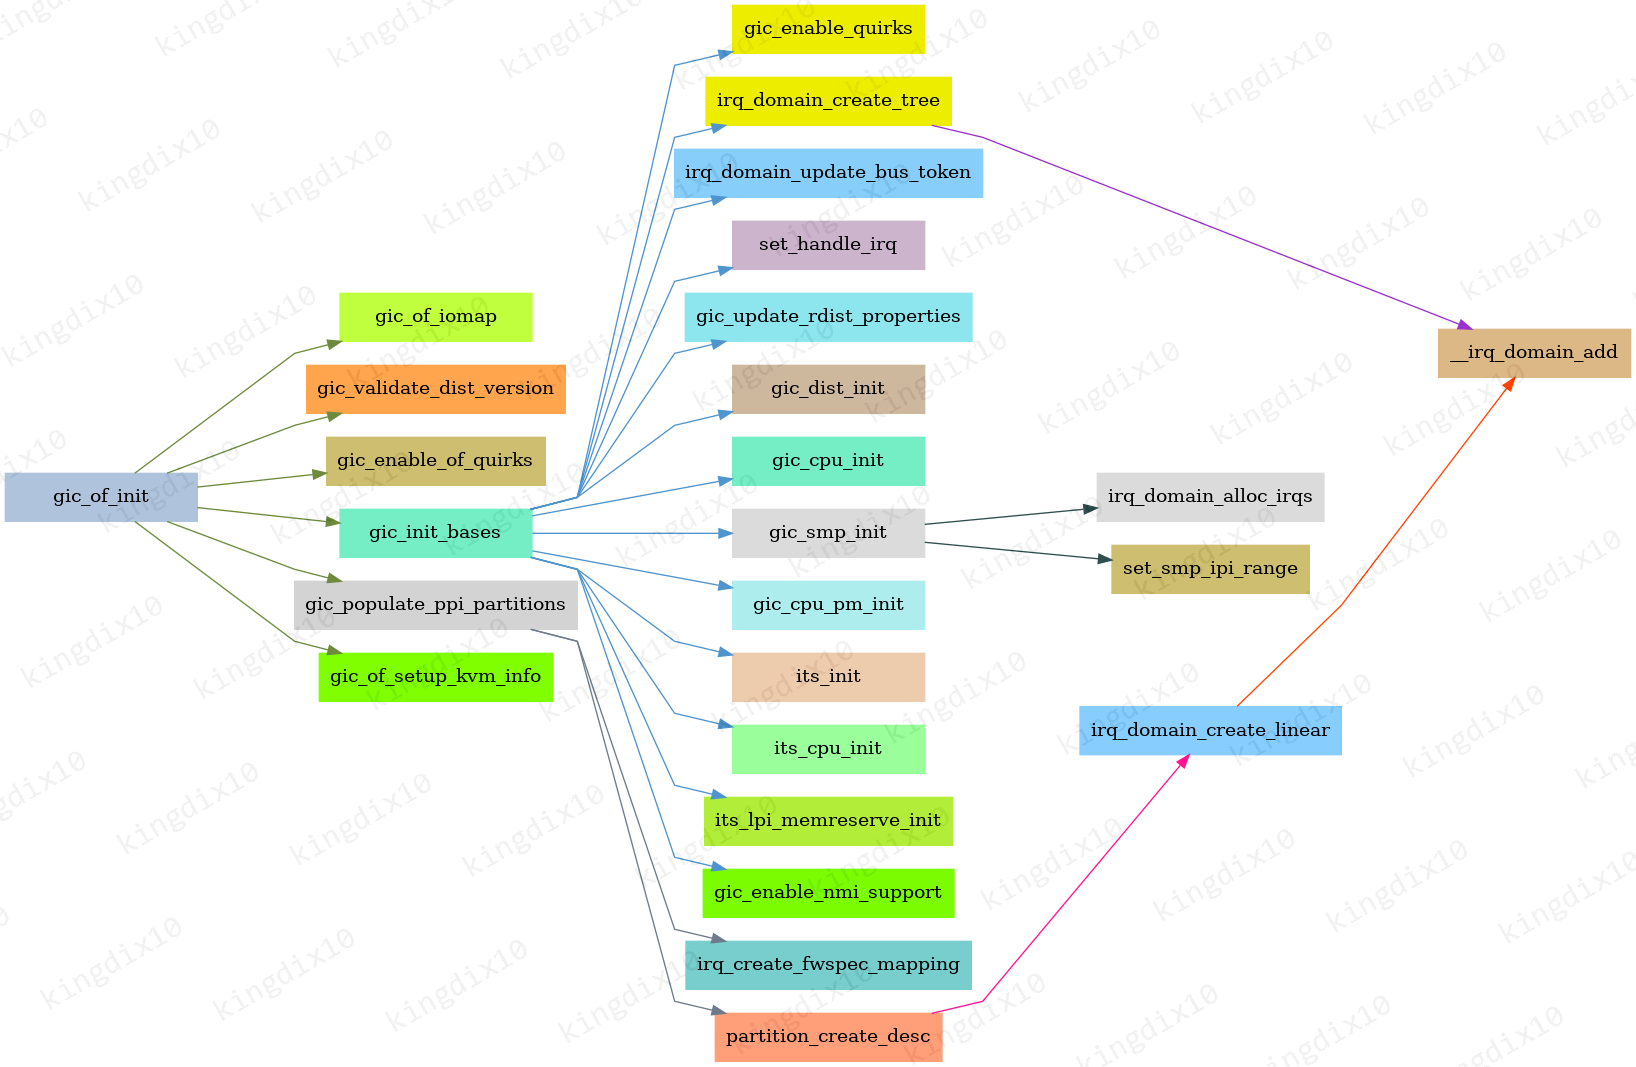 gic_enable_quirks
irq_domain_create_tree
irq_domain_update_bus_token
set_handle_irq
gic_of_iomap
gic_update_rdist_properties
__irq_domain_add
gic_validate_dist_version
gic_dist_init
gic_enable_of_quirks
gic_cpu_init
gic_of_init
irq_domain_alloc_irqs
gic_init_bases
gic_smp_init
set_smp_ipi_range
gic_populate_ppi_partitions
gic_cpu_pm_init
gic_of_setup_kvm_info
its_init
irq_domain_create_linear
its_cpu_init
its_lpi_memreserve_init
gic_enable_nmi_support
irq_create_fwspec_mapping
partition_create_desc
kingdix10